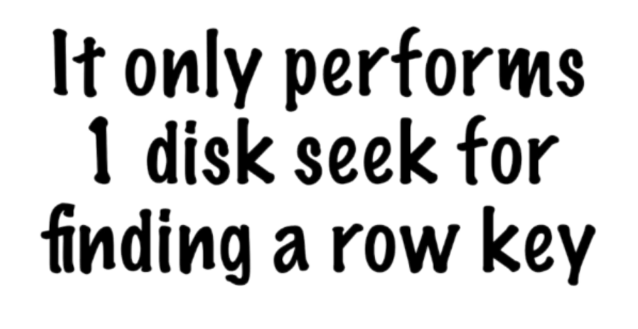 It only performs
1 disk seek for
finding a row key